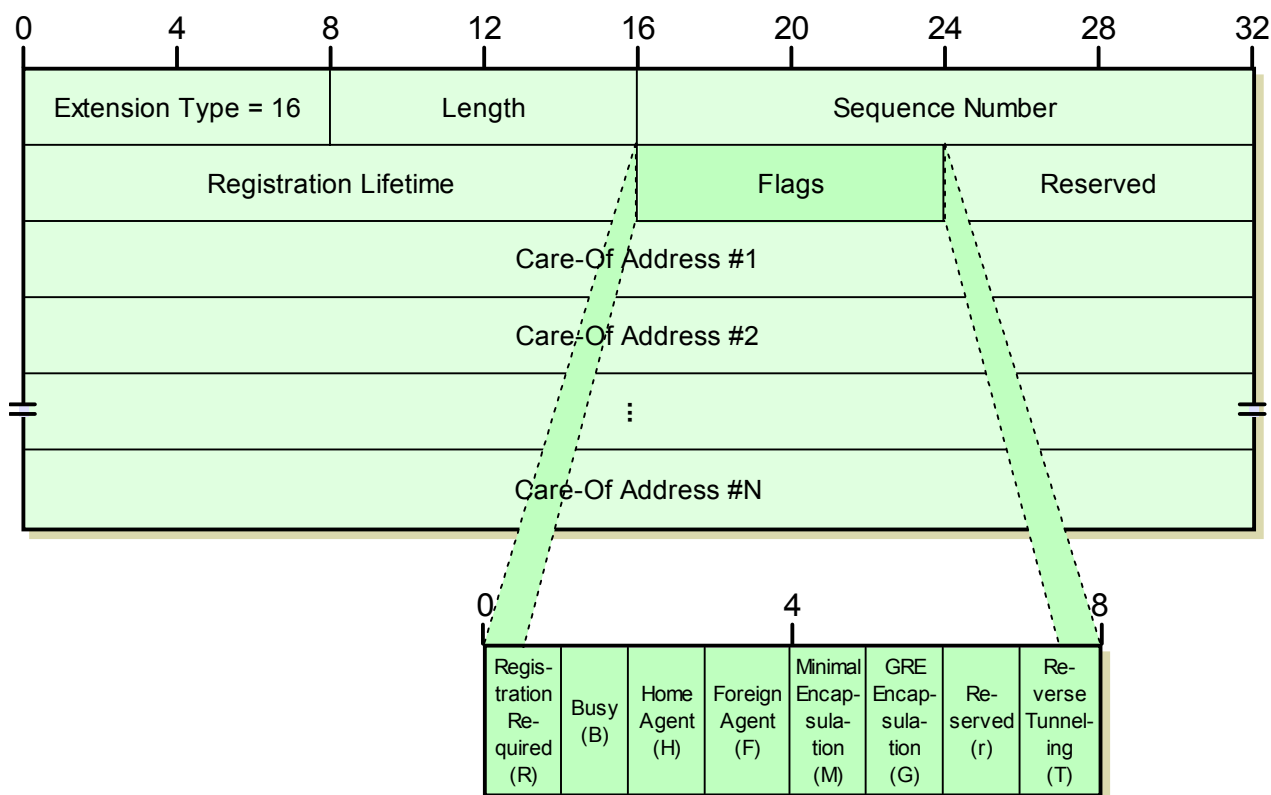 0 4 8 12 16 20 24 28 32
Extension Type = 16 Length Sequence Number
Registration Lifetime Flags Reserved
Care-Of Address #1
Care-Of Address #2
...
Care-Of Address #N
0 4 8
Regis-
tration
Re-
quired
(R)
Busy
(B)
Home
Agent
(H)
Foreign
Agent
(F)
Minimal
Encap-
sula-
tion
(M)
GRE
Encap-
sula-
tion
(G)
Re-
served
(r)
Re-
verse
Tunnel-
ing
(T)